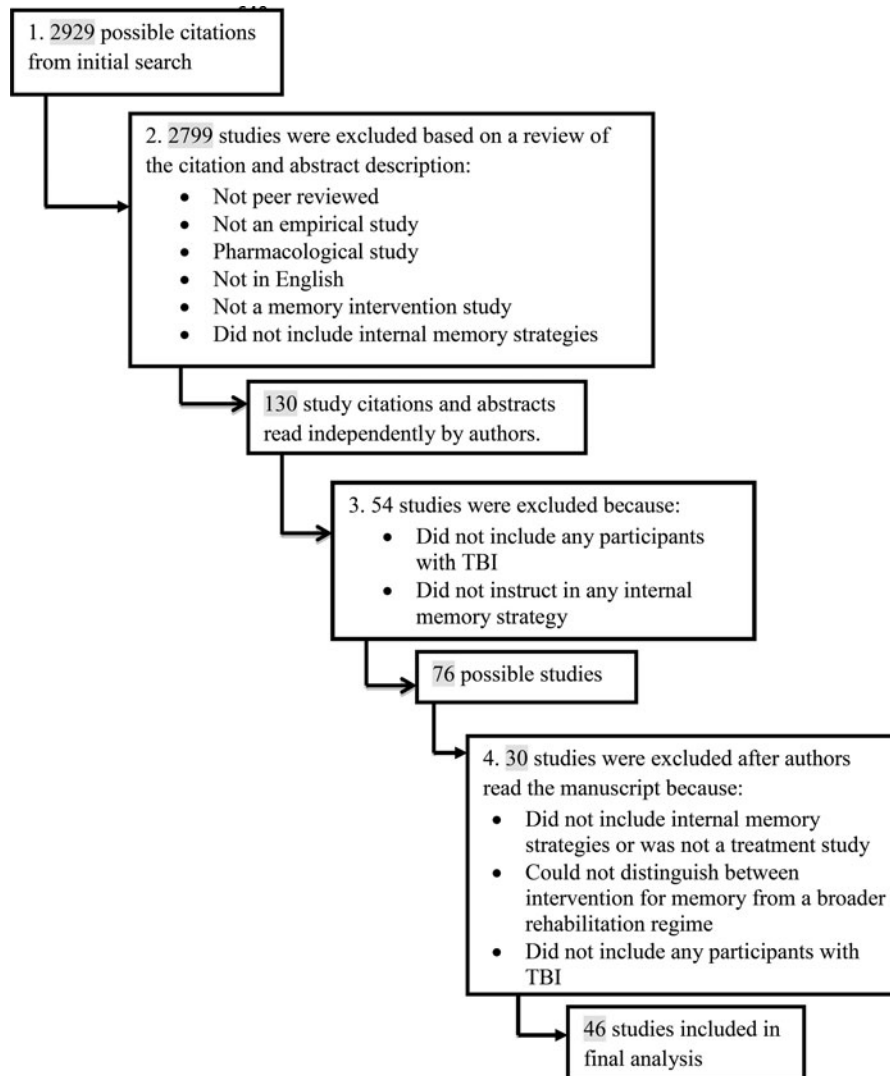 1. 2929 possible citations
from initial search
2. 2799 studies were excluded based on a review of
the citation and abstract description:
• Not peer reviewed
• Not an empirical study
• Pharmacological study
• Not in English
• Not a memory intervention study
• Did not include internal memory strategies
130 study citations and abstracts
read independently by authors.
3. 54 studies were excluded because:
• Did not include any participants
with TBI
• Did not instruct in any internal
memory strategy
76 possible studies
4. 30 studies were excluded after authors
read the manuscript because:
• Did not include internal memory
strategies or was not a treatment study
• Could not distinguish between
intervention for memory from a broader
rehabilitation regime
• Did not include any participants with
TBI
46 studies included in
final analysis